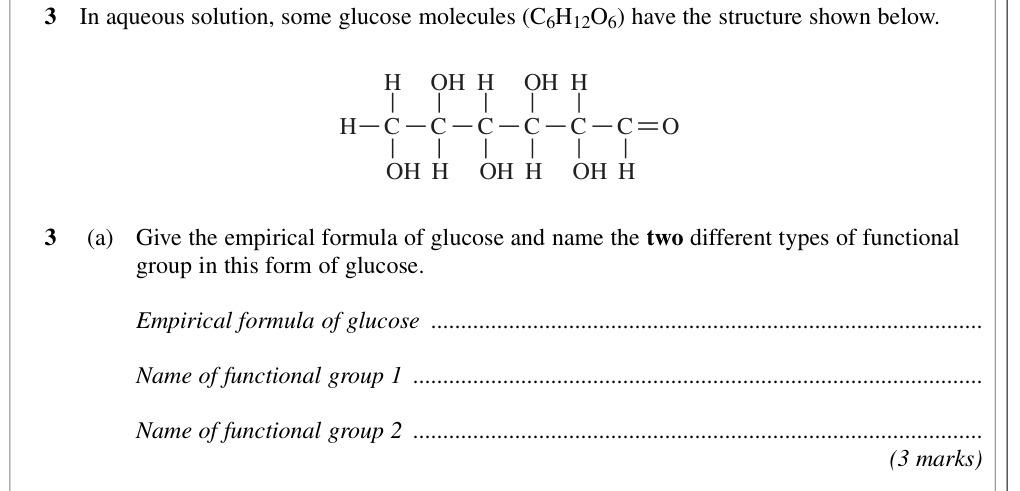 3 In aqueous solution, some glucose molecules (C₆H₁₂O₆) have the structure shown below.
H OH H OH H
H—C—C—C—C—C—C=O
OH H OH H OH H
3 (a) Give the empirical formula of glucose and name the two different types of functional
group in this form of glucose.
Empirical formula of glucose ................................................................................
Name of functional group 1 ................................................................................
Name of functional group 2 ................................................................................
(3 marks)